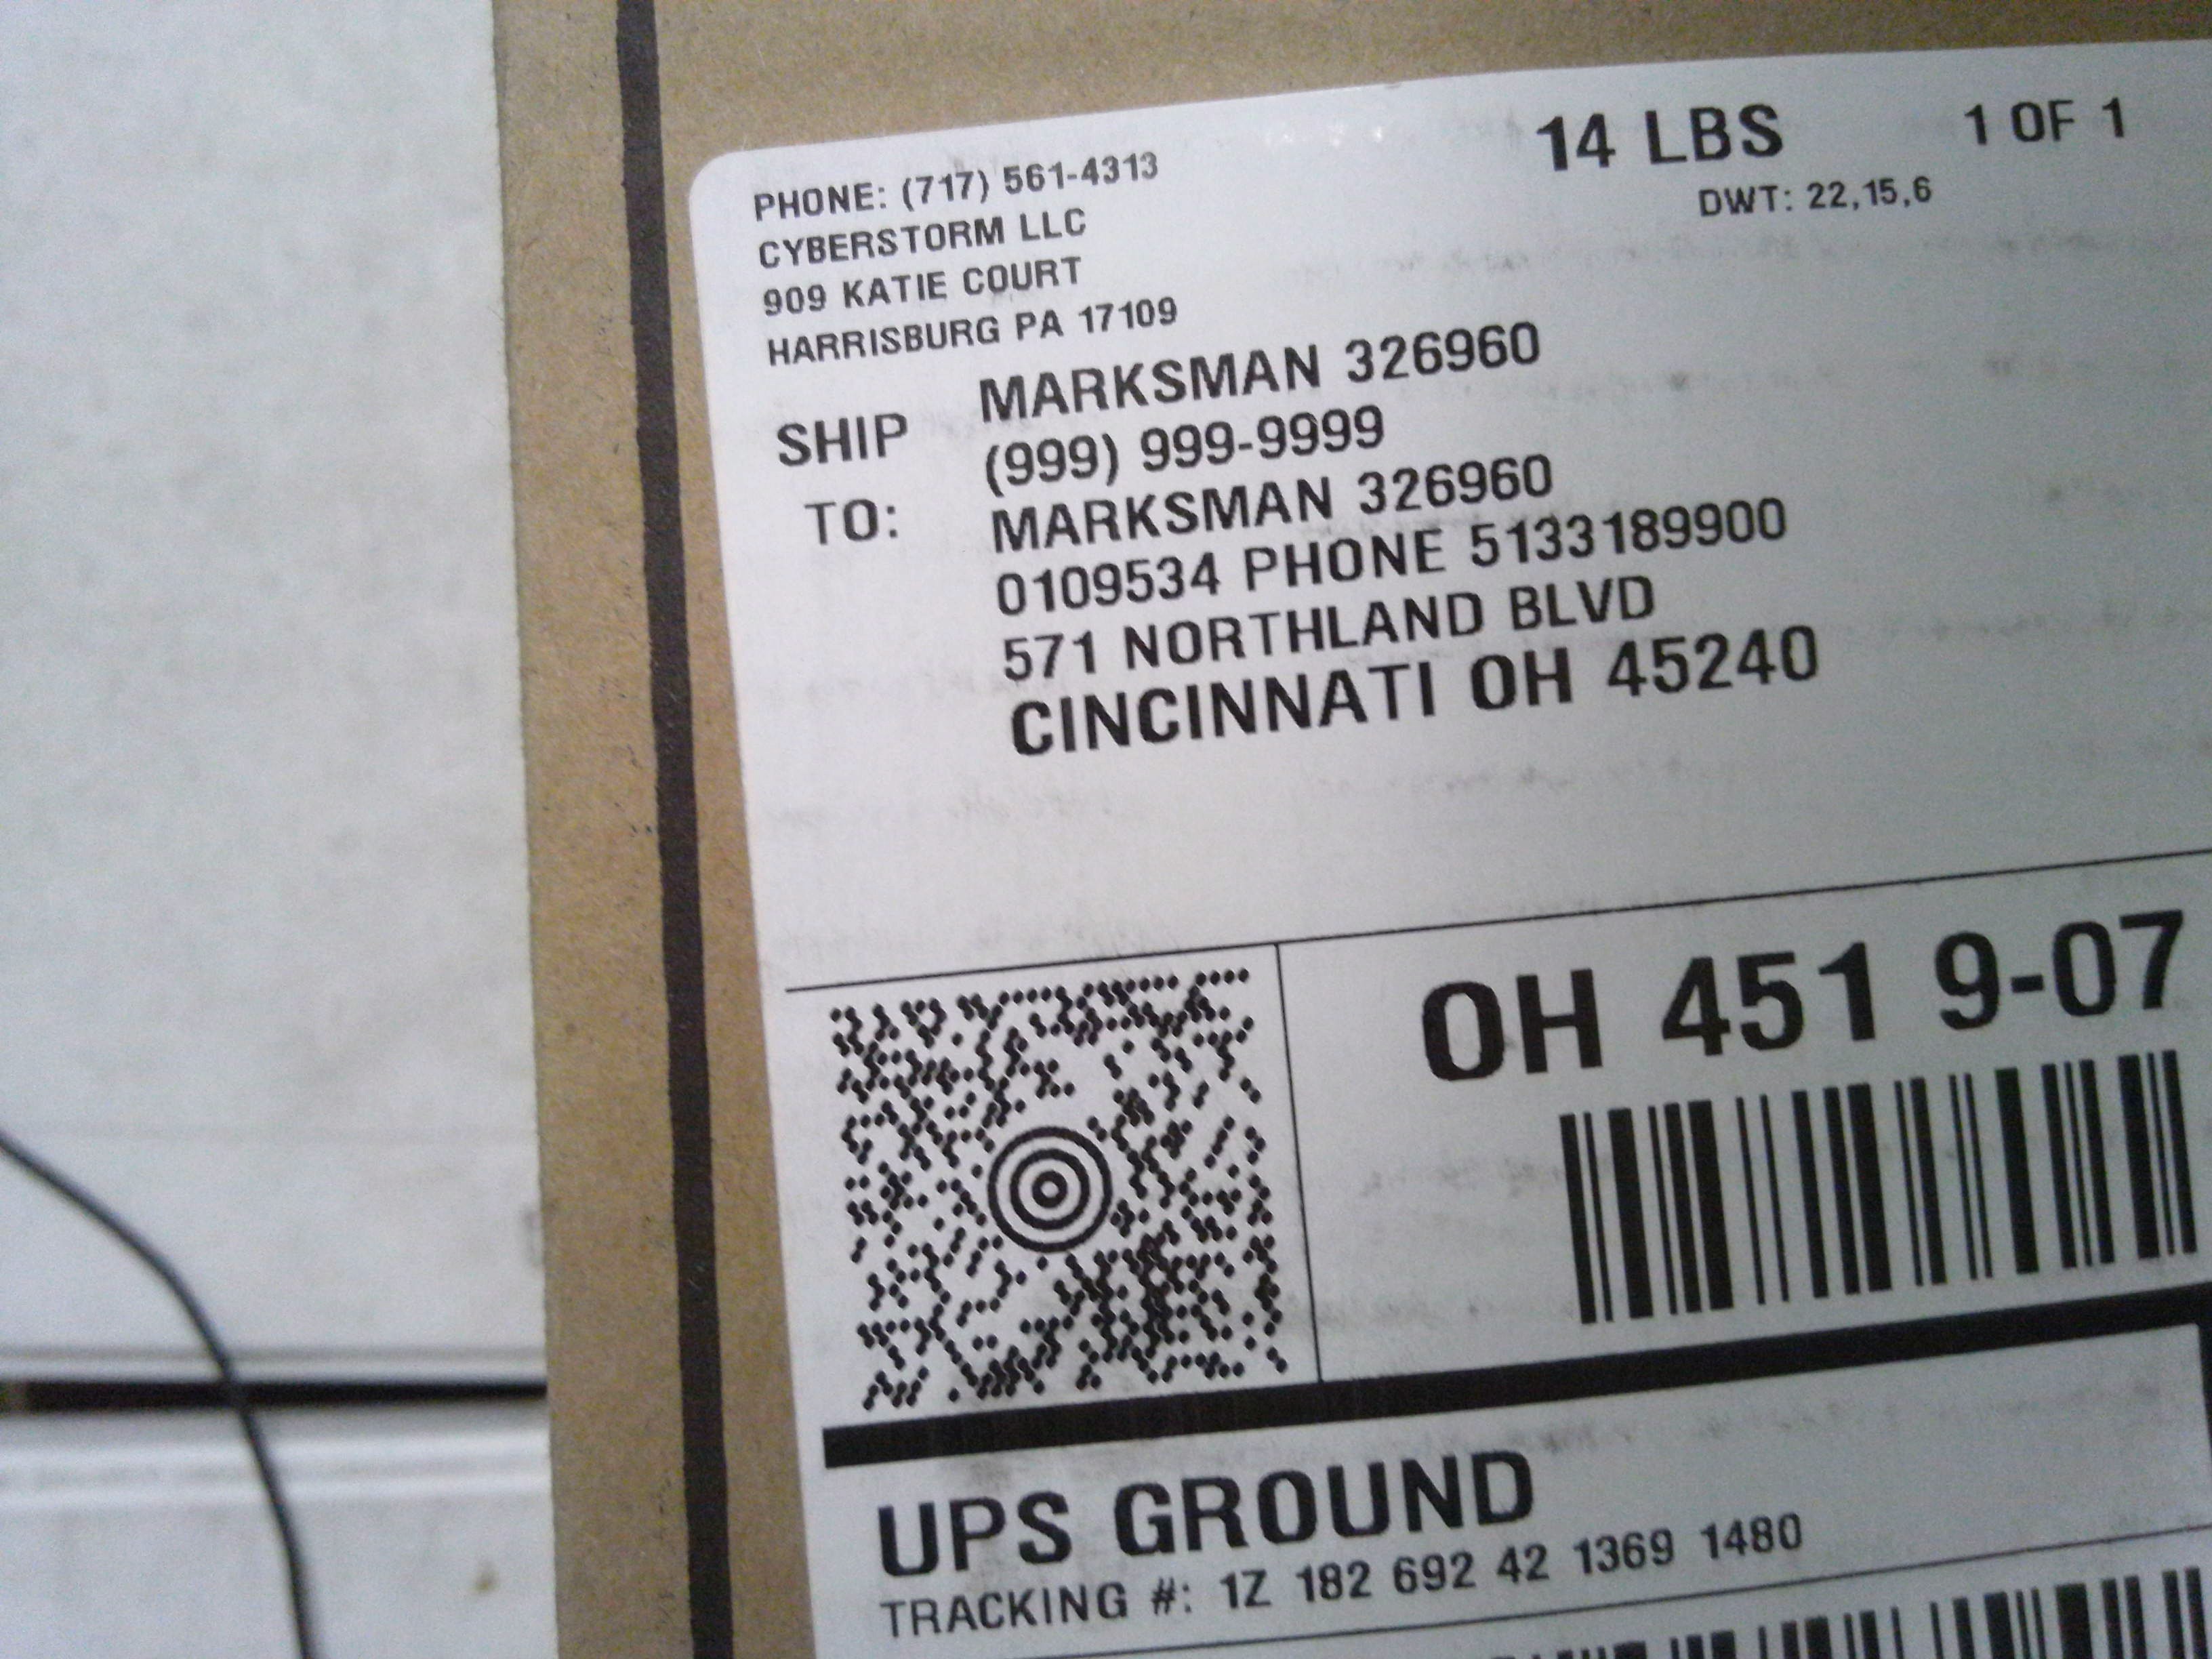 14 LBS 1 OF 1
DWT: 22,15,6
PHONE: (717) 561-4313
CYBERSTORM LLC
909 KATIE COURT
HARRISBURG PA 17109
SHIP TO:
MARKSMAN 326960
(999) 999-9999
MARKSMAN 326960
0109534 PHONE 5133189900
571 NORTHLAND BLVD
CINCINNATI OH 45240
OH 451 9-07
UPS GROUND
TRACKING #: 1Z 182 692 42 1369 1480